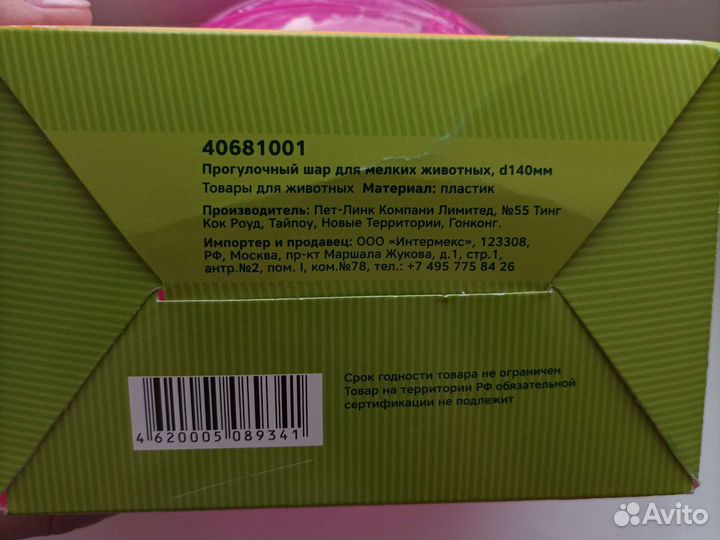 40681001
Прогулочный шар для мелких животных, d140мм
Товары для животных Материал: пластик
Производитель: Пет-Линк Компани Лимитед, №55 Тинг
Кок Роуд, Тайпоу, Новые Территории, Гонконг.
Импортер и продавец: ООО «Интермекс», 123308,
РФ, Москва, пр-кт Маршала Жукова, д.1, стр.1,
антр.№2, пом. I, ком.№78, тел.: +7 495 775 84 26
Срок годности товара не ограничен
Товар на территории РФ обязательной
сертификации не подлежит
4 620005 089341
Avito